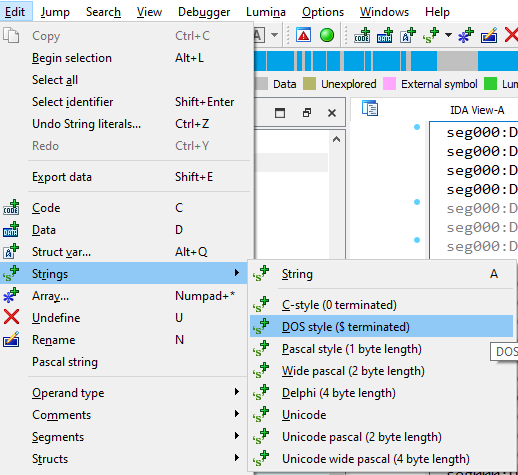 Edit Jump Search View Debugger Lumina Options Windows Help
Copy Ctrl+C
Begin selection Alt+L
Select all
Select identifier Shift+Enter
Undo String literals... Ctrl+Z
Redo Ctrl+Y
Export data Shift+E
Code C
Data D
Struct var... Alt+Q
Strings
Array... Numpad+*
Undefine U
Rename N
Pascal string
Operand type
Comments
Segments
Structs
Data Unexplored External symbol Lum
IDA View-A
seg000:D
seg000:D
seg000:D
seg000:D
seg000:D
seg000:D
seg000:D
String A
C-style (0 terminated)
DOS style ($ terminated)
Pascal style (1 byte length)
Wide pascal (2 byte length)
Delphi (4 byte length)
Unicode
Unicode pascal (2 byte length)
Unicode wide pascal (4 byte length)
DOS